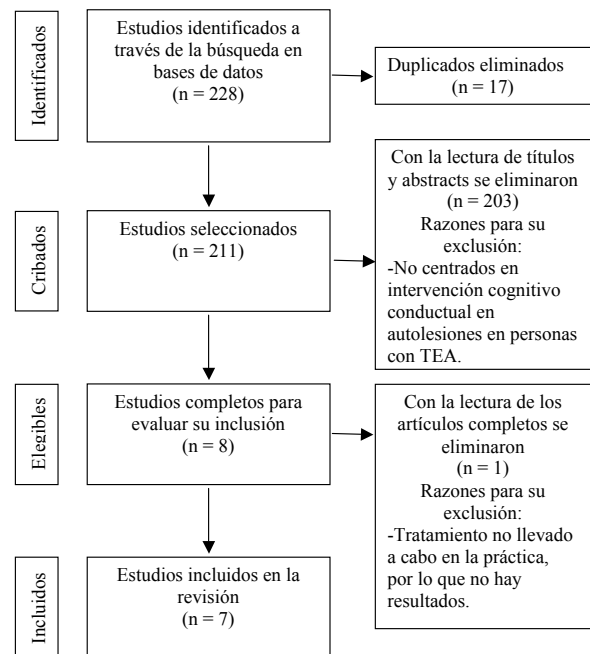 Identificados
Estudios identificados a
través de la búsqueda en
bases de datos
(n = 228)
Duplicados eliminados
(n = 17)
Cribados
Estudios seleccionados
(n = 211)
Con la lectura de títulos
y abstracts se eliminaron
(n = 203)
Razones para su
exclusión:
-No centrados en
intervención cognitivo
conductual en
autolesiones en personas
con TEA.
Elegibles
Estudios completos para
evaluar su inclusión
(n = 8)
Con la lectura de los
artículos completos se
eliminaron
(n = 1)
Razones para su
exclusión:
-Tratamiento no llevado
a cabo en la práctica,
por lo que no hay
resultados.
Incluidos
Estudios incluidos en la
revisión
(n = 7)